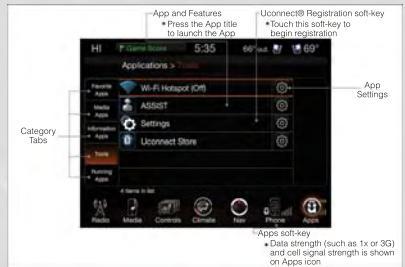 App and Features
• Press the App title
to launch the App
Uconnect® Registration soft-key
• Touch this soft-key to
begin registration
HI
Game Score
5:35
66° out
69°
Applications > Tools
Favorite
Apps
Wi-Fi Hotspot (Off)
App
Settings
Media
Apps
ASSIST
Category
Tabs
Information
Apps
Settings
Tools
Uconnect Store
Running
Apps
4 items in list
Radio
Media
Controls
Climate
Nav
Phone
Apps
Apps soft-key
• Data strength (such as 1x or 3G)
and cell signal strength is shown
on Apps icon